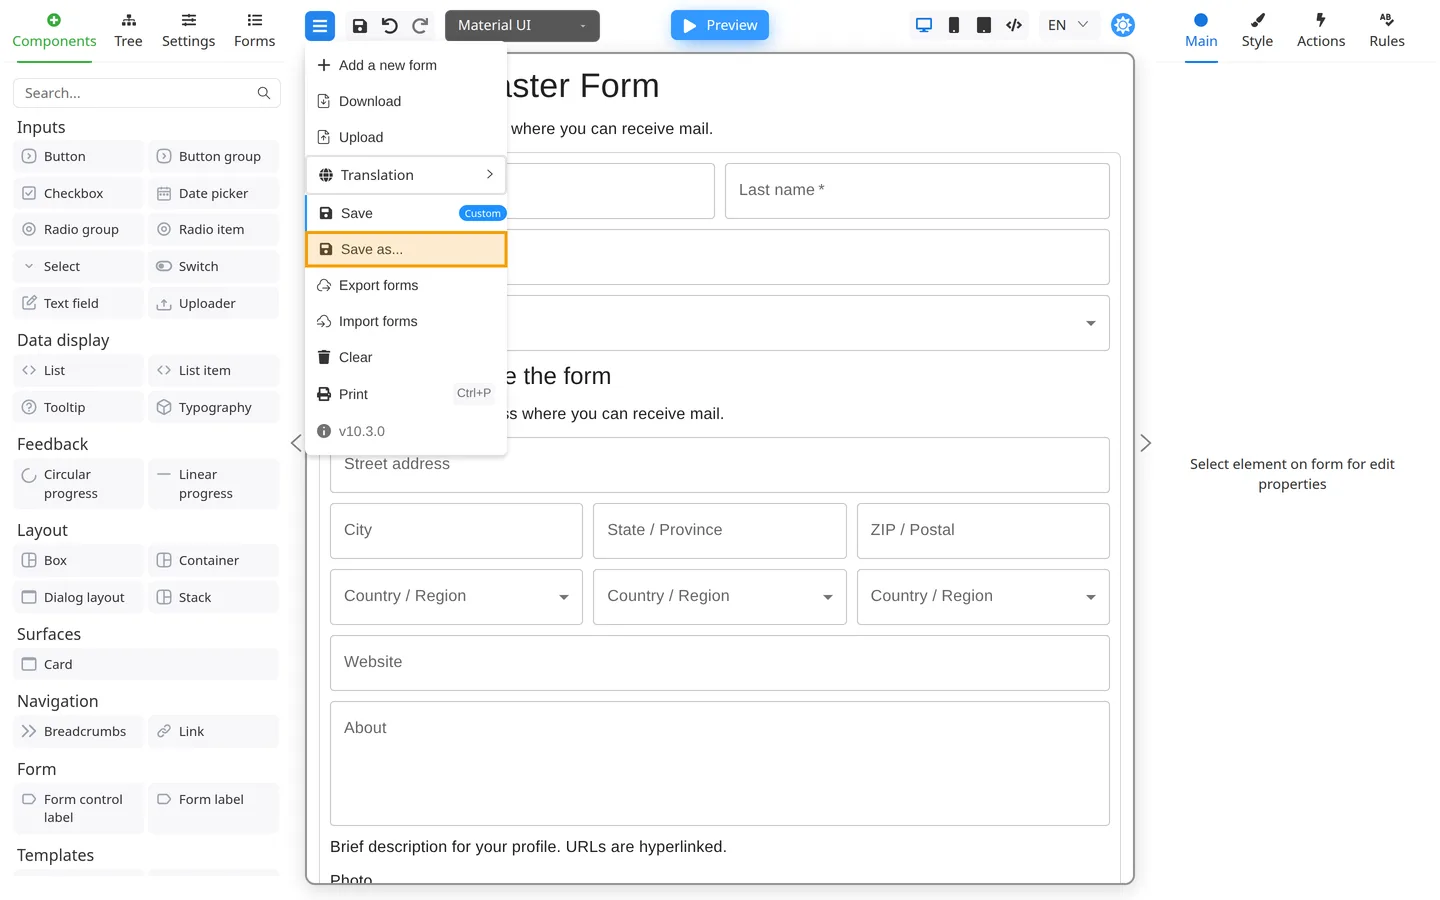 Components
Tree
Settings
Forms
Material UI
Preview
EN
Main
Style
Actions
Rules
Search...
Inputs
Button
Button group
Checkbox
Date picker
Radio group
Radio item
Select
Switch
Text field
Uploader
Data display
List
List item
Tooltip
Typography
Feedback
Circular
progress
Linear
progress
Layout
Box
Container
Dialog layout
Stack
Surfaces
Card
Navigation
Breadcrumbs
Link
Form
Form control
label
Form label
Templates
Add a new form
Download
Upload
Translation
Save
Custom
Save as...
Export forms
Import forms
Clear
Print
Ctrl+P
v10.3.0
aster Form
where you can receive mail.
Last name *
e the form
ss where you can receive mail.
Street address
City
State / Province
ZIP / Postal
Country / Region
Country / Region
Country / Region
Website
About
Brief description for your profile. URLs are hyperlinked.
Photo
Select element on form for edit
properties